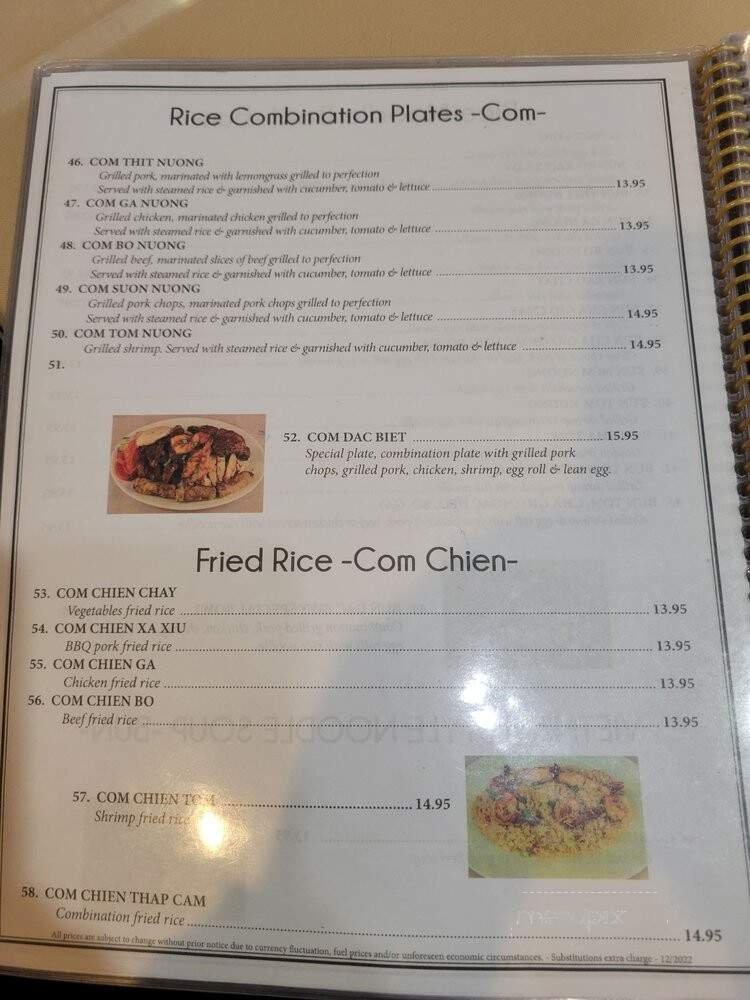 Rice Combination Plates -Com-
46. COM THIT NUONG
Grilled pork, marinated with lemongrass grilled to perfection
Served with steamed rice & garnished with cucumber, tomato & lettuce ........ 13.95
47. COM GA NUONG
Grilled chicken, marinated chicken grilled to perfection
Served with steamed rice & garnished with cucumber, tomato & lettuce ........ 13.95
48. COM BO NUONG
Grilled beef, marinated slices of beef grilled to perfection
Served with steamed rice & garnished with cucumber, tomato & lettuce ........ 13.95
49. COM SUON NUONG
Grilled pork chops, marinated pork chops grilled to perfection
Served with steamed rice & garnished with cucumber, tomato & lettuce ........ 14.95
50. COM TOM NUONG
Grilled shrimp. Served with steamed rice & garnished with cucumber, tomato & lettuce ........ 14.95
51.
52. COM DAC BIET ........ 15.95
Special plate, combination plate with grilled pork
chops, grilled pork, chicken, shrimp, egg roll & lean egg.
Fried Rice -Com Chien-
53. COM CHIEN CHAY
Vegetables fried rice ........ 13.95
54. COM CHIEN XA XIU
BBQ pork fried rice ........ 13.95
55. COM CHIEN GA
Chicken fried rice ........ 13.95
56. COM CHIEN BO
Beef fried rice ........ 13.95
57. COM CHIEN TOM ........ 14.95
Shrimp fried rice
58. COM CHIEN THAP CAM
Combination fried rice ........ 14.95
All prices are subject to change without prior notice due to currency fluctuation, fuel prices and/or unforeseen economic circumstances. - Substitutions extra charge - 12/2022